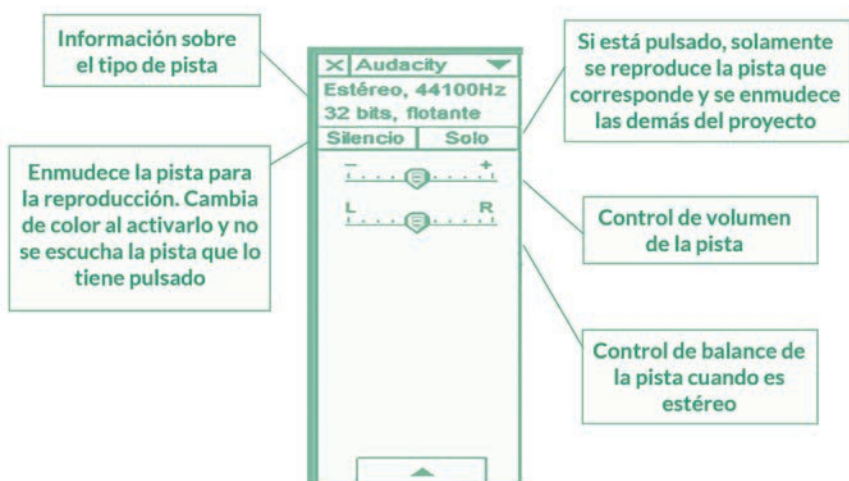 Información sobre
el tipo de pista
Enmudece la pista para
la reproducción. Cambia
de color al activarlo y no
se escucha la pista que lo
tiene pulsado
× Audacity
Estéreo, 44100Hz
32 bits, flotante
Silencio Solo
- +
L R
Si está pulsado, solamente
se reproduce la pista que
corresponde y se enmudece
las demás del proyecto
Control de volumen
de la pista
Control de balance de
la pista cuando es
estéreo